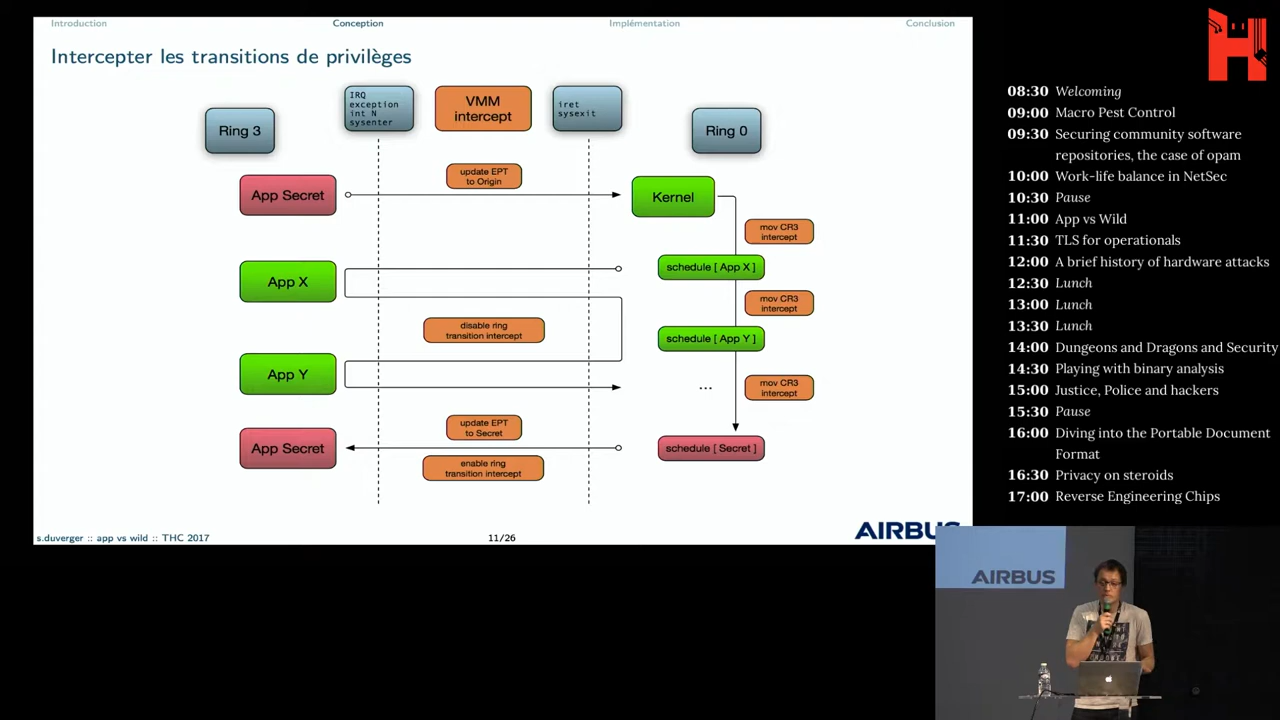 Introduction
Conception
Implémentation
Conclusion
Intercepter les transitions de privilèges
Ring 3
IRQ
exception
int N
sysenter
VMM
intercept
iret
sysexit
Ring 0
App Secret
update EPT
to Origin
Kernel
mov CR3
intercept
App X
schedule [ App X ]
mov CR3
intercept
disable ring
transition intercept
schedule [ App Y ]
App Y
...
mov CR3
intercept
App Secret
update EPT
to Secret
enable ring
transition intercept
schedule [ Secret ]
s.duverger :: app vs wild :: THC 2017
11/26
AIRBUS
08:30 Welcoming
09:00 Macro Pest Control
09:30 Securing community software
repositories, the case of opam
10:00 Work-life balance in NetSec
10:30 Pause
11:00 App vs Wild
11:30 TLS for operationals
12:00 A brief history of hardware attacks
12:30 Lunch
13:00 Lunch
13:30 Lunch
14:00 Dungeons and Dragons and Security
14:30 Playing with binary analysis
15:00 Justice, Police and hackers
15:30 Pause
16:00 Diving into the Portable Document
Format
16:30 Privacy on steroids
17:00 Reverse Engineering Chips
AIRBUS